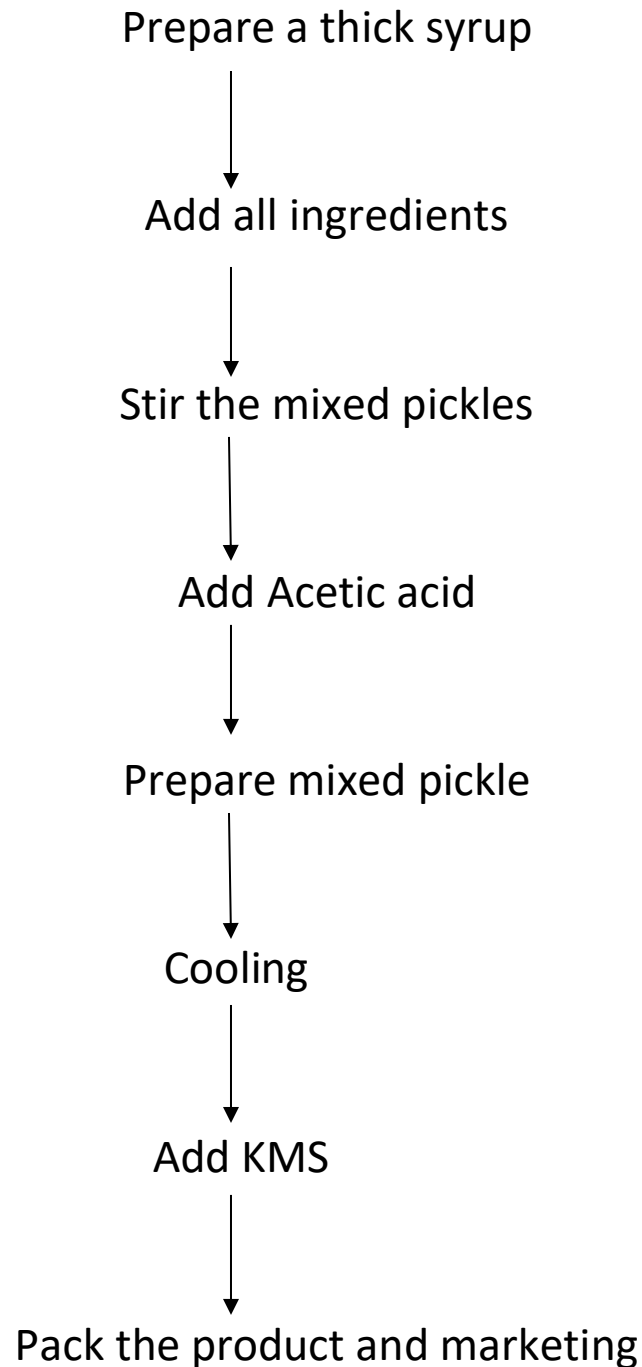 Prepare a thick syrup
Add all ingredients
Stir the mixed pickles
Add Acetic acid
Prepare mixed pickle
Cooling
Add KMS
Pack the product and marketing